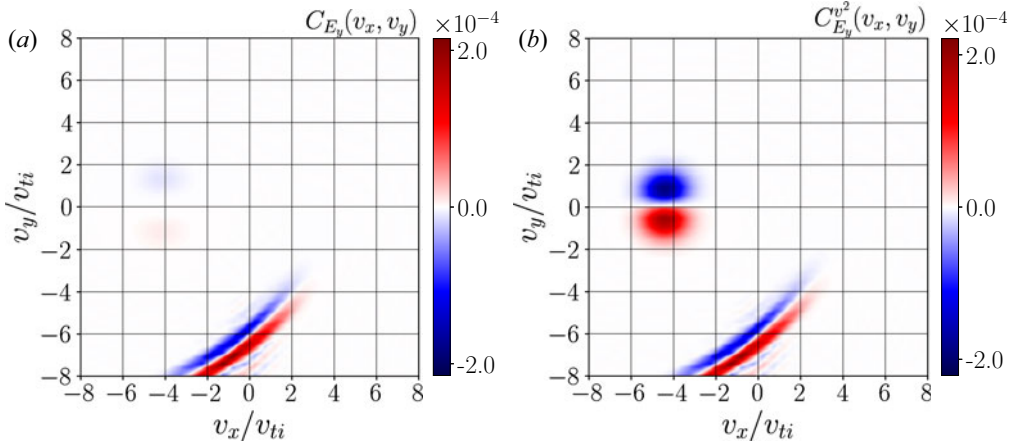 (a)
C_{E_y}(v_x, v_y)
×10^{-4}
8
6
4
2
0
−2
−4
−6
−8
v_y/v_{ti}
−8 −6 −4 −2 0 2 4 6 8
v_x/v_{ti}
2.0
0.0
-2.0
(b)
C_{E_y}^{v^2}(v_x, v_y)
×10^{-4}
8
6
4
2
0
−2
−4
−6
−8
v_y/v_{ti}
−8 −6 −4 −2 0 2 4 6 8
v_x/v_{ti}
2.0
0.0
-2.0